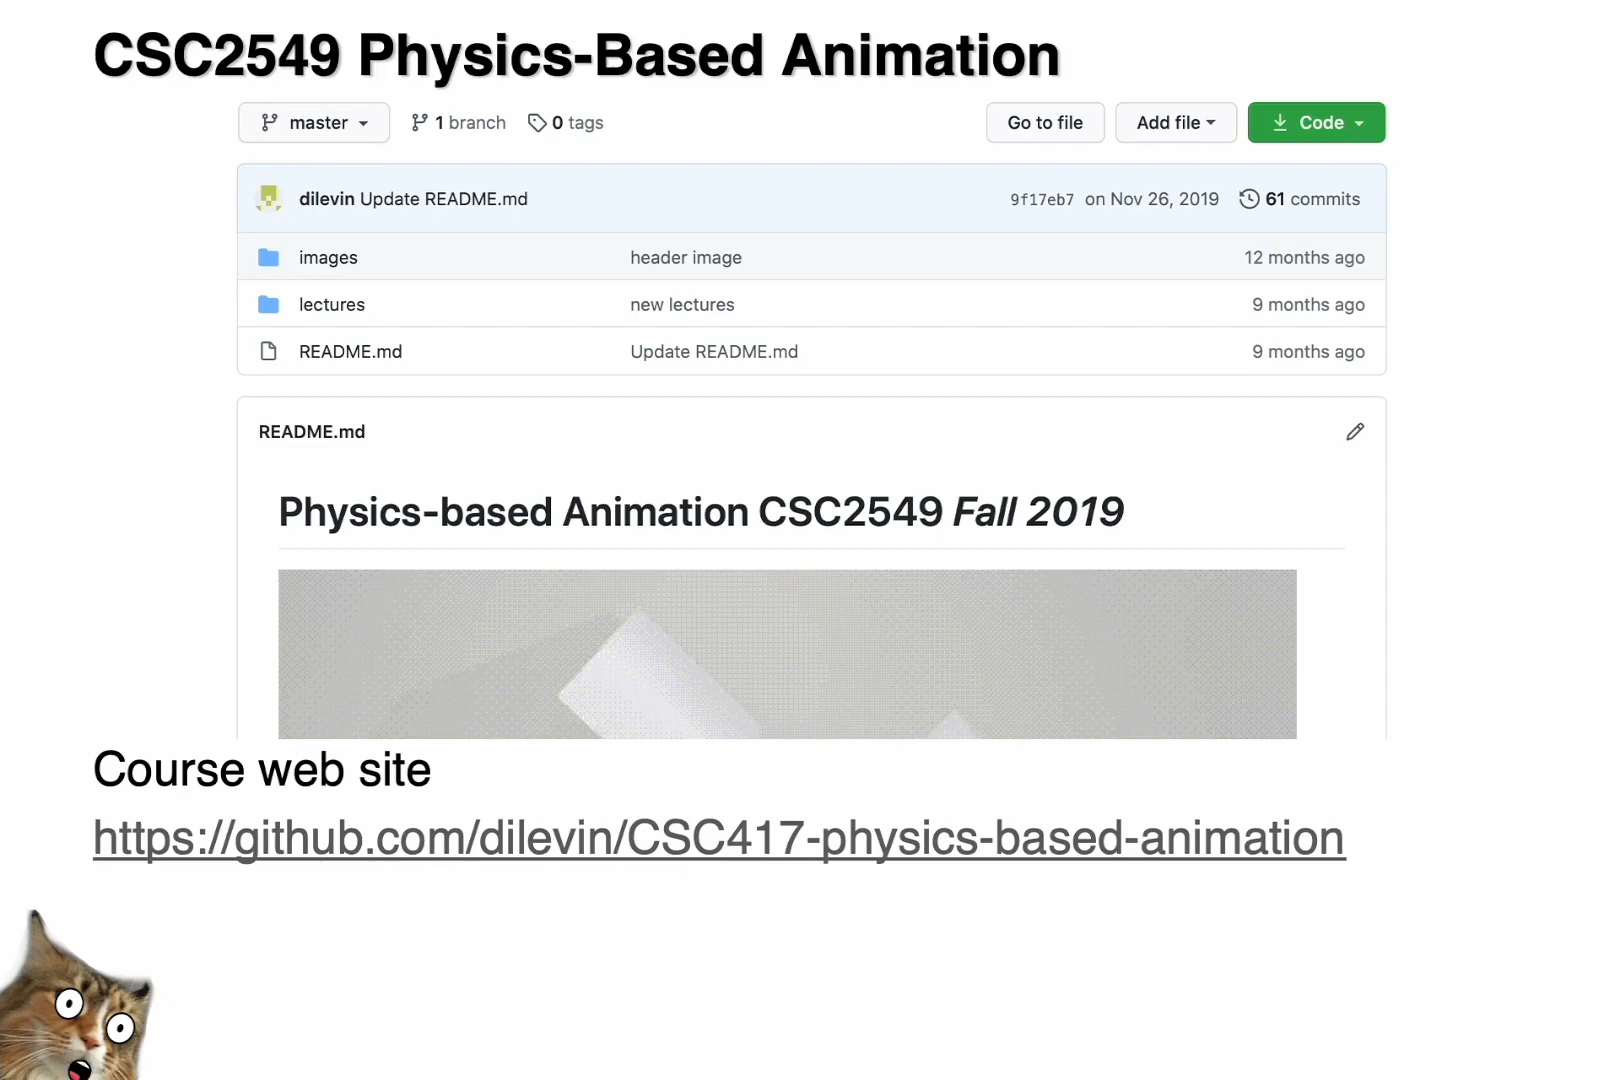 CSC2549 Physics-Based Animation
master 1 branch 0 tags Go to file Add file Code
dilevin Update README.md 9f17eb7 on Nov 26, 2019 61 commits
images header image 12 months ago
lectures new lectures 9 months ago
README.md Update README.md 9 months ago
README.md
Physics-based Animation CSC2549 Fall 2019
Course web site
https://github.com/dilevin/CSC417-physics-based-animation